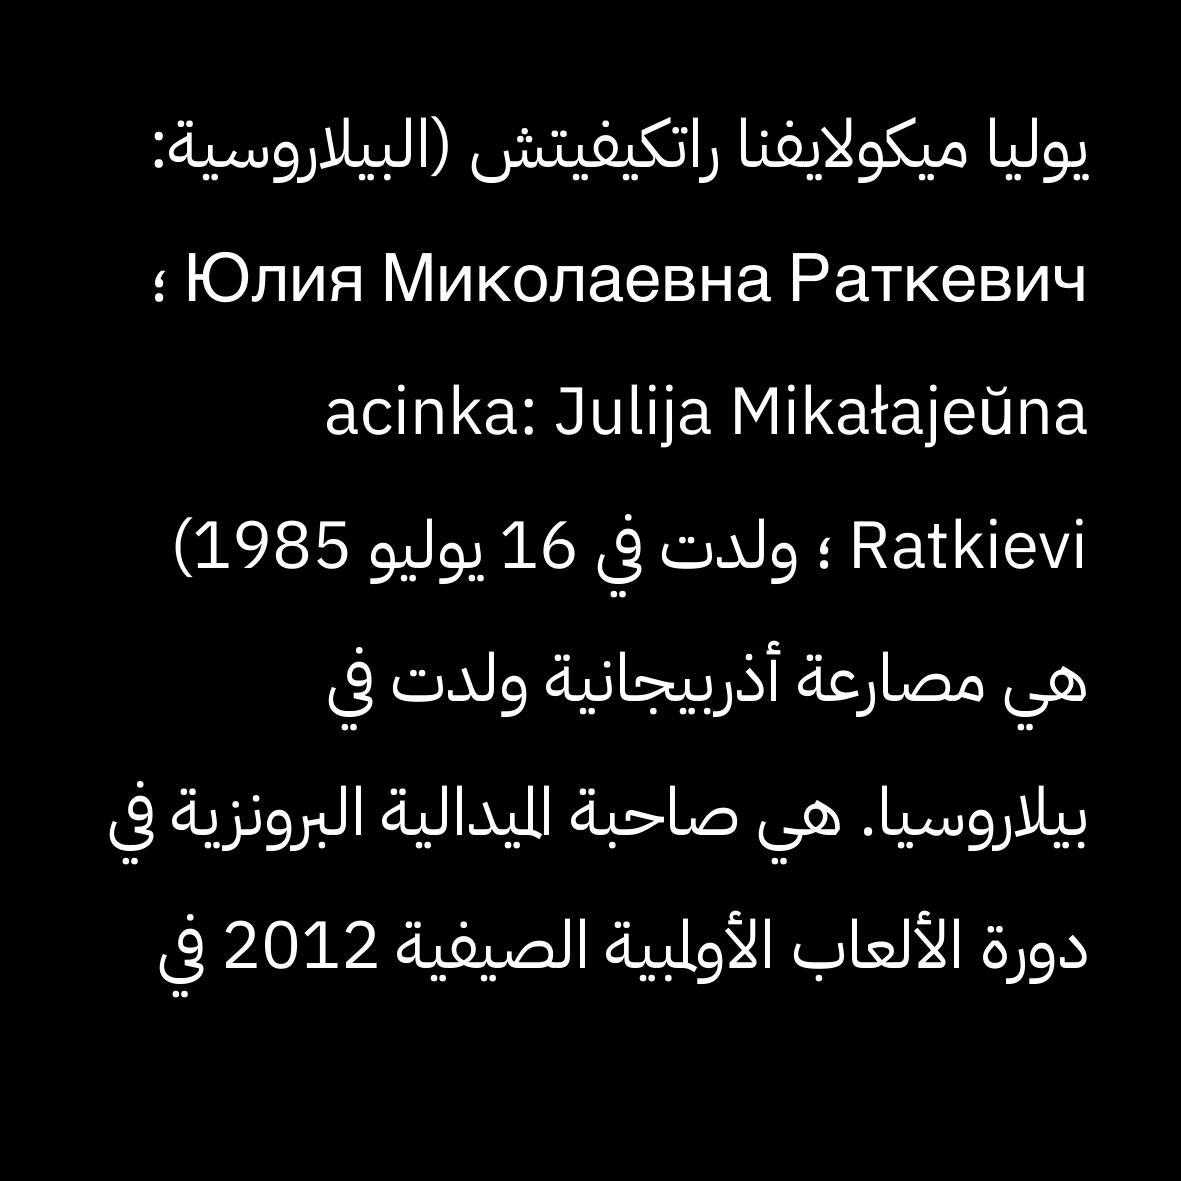 يوليا ميكولايفنا راتكيفيتش (البيلاروسية:
Юлия Миколаевна Раткевич ؛
acinka: Julija Mikałajeŭna
Ratkievi ؛ ولدت في 16 يوليو 1985)
هي مصارعة أذربيجانية ولدت في
بيلاروسيا. هي صاحبة الميدالية البرونزية في
دورة الألعاب الأولمبية الصيفية 2012 في